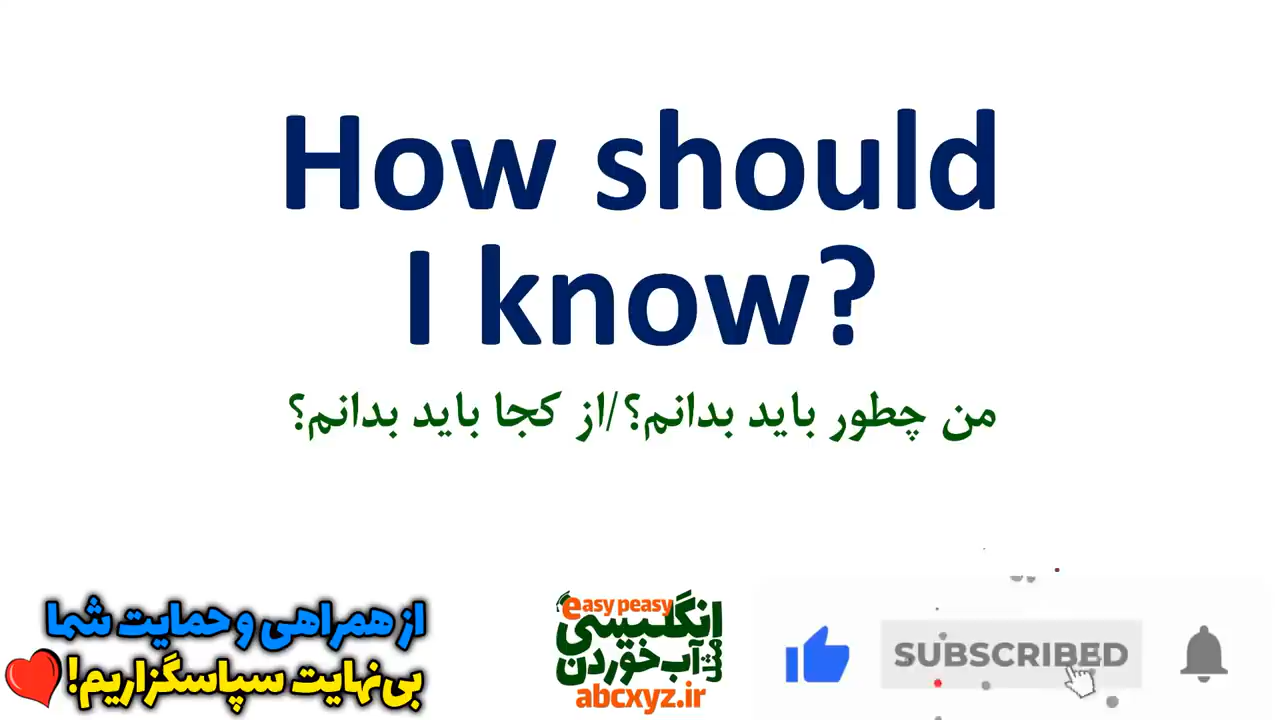 How should
I know?
من چطور باید بدانم؟/از کجا باید بدانم؟
از همراهی و حمایت شما
بی‌نهایت سپاسگزاریم!
easy peasy
انگلیسی
مثل آب خوردن
abcxyz.ir
SUBSCRIBED